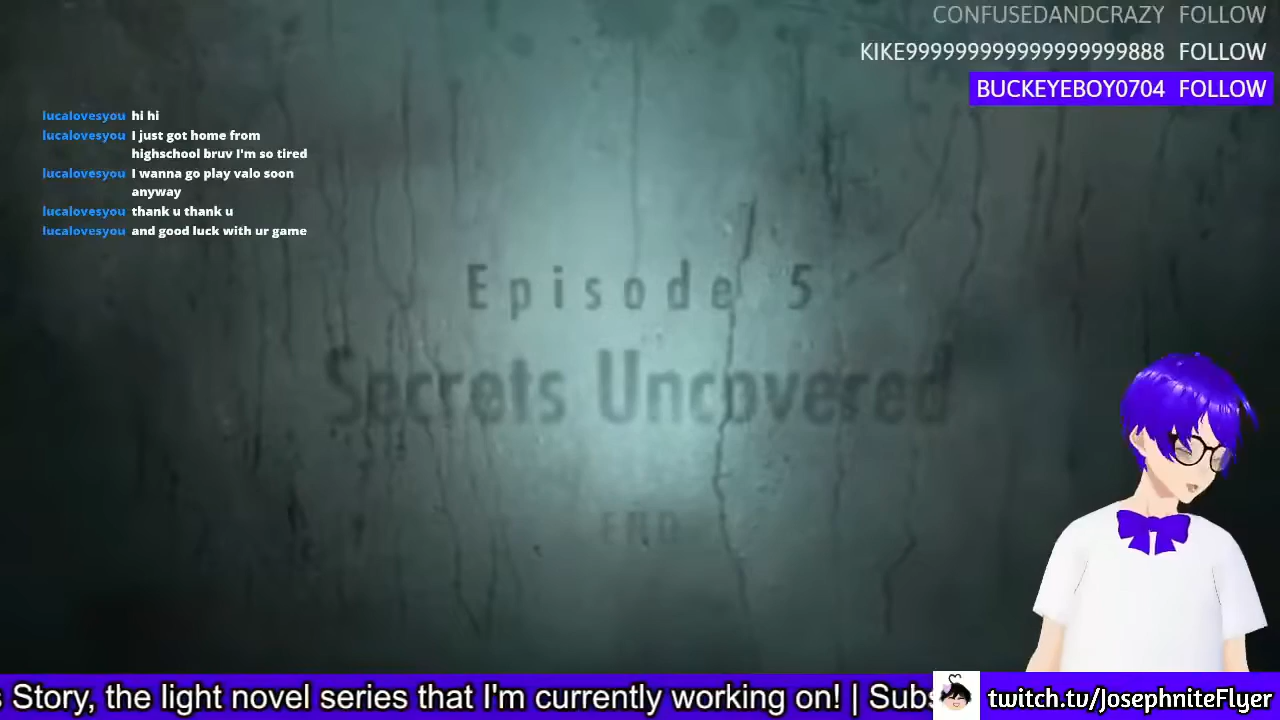 CONFUSEDANDCRAZY FOLLOW
KIKE999999999999999999888 FOLLOW
BUCKEYEBOY0704 FOLLOW
lucalovesyou hi hi
lucalovesyou I just got home from
highschool bruv I'm so tired
lucalovesyou I wanna go play valo soon
anyway
lucalovesyou thank u thank u
lucalovesyou and good luck with ur game
Episode 5
Secrets Uncovered
END
s Story, the light novel series that I'm currently working on! | Subs
twitch.tv/JosephniteFlyer